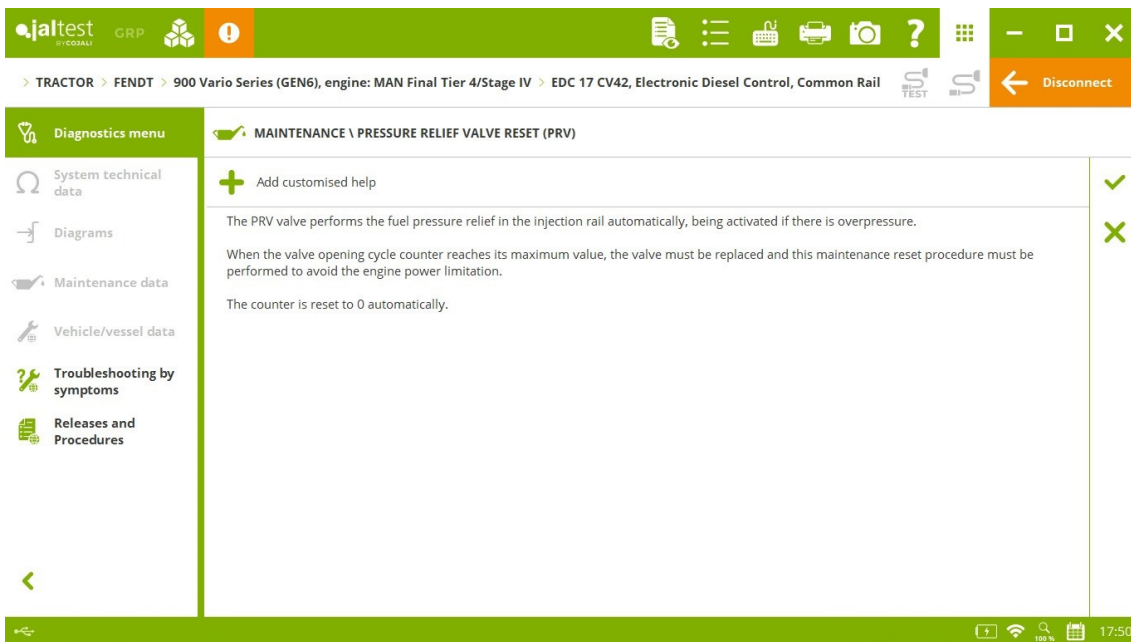 jaltest GRP
BY COJALI
> TRACTOR > FENDT > 900 Vario Series (GEN6), engine: MAN Final Tier 4/Stage IV > EDC 17 CV42, Electronic Diesel Control, Common Rail
TEST
Disconnect
Diagnostics menu
MAINTENANCE \ PRESSURE RELIEF VALVE RESET (PRV)
System technical
data
Diagrams
Maintenance data
Vehicle/vessel data
Troubleshooting by
symptoms
Releases and
Procedures
Add customised help
The PRV valve performs the fuel pressure relief in the injection rail automatically, being activated if there is overpressure.
When the valve opening cycle counter reaches its maximum value, the valve must be replaced and this maintenance reset procedure must be
performed to avoid the engine power limitation.
The counter is reset to 0 automatically.
100 %
17:50